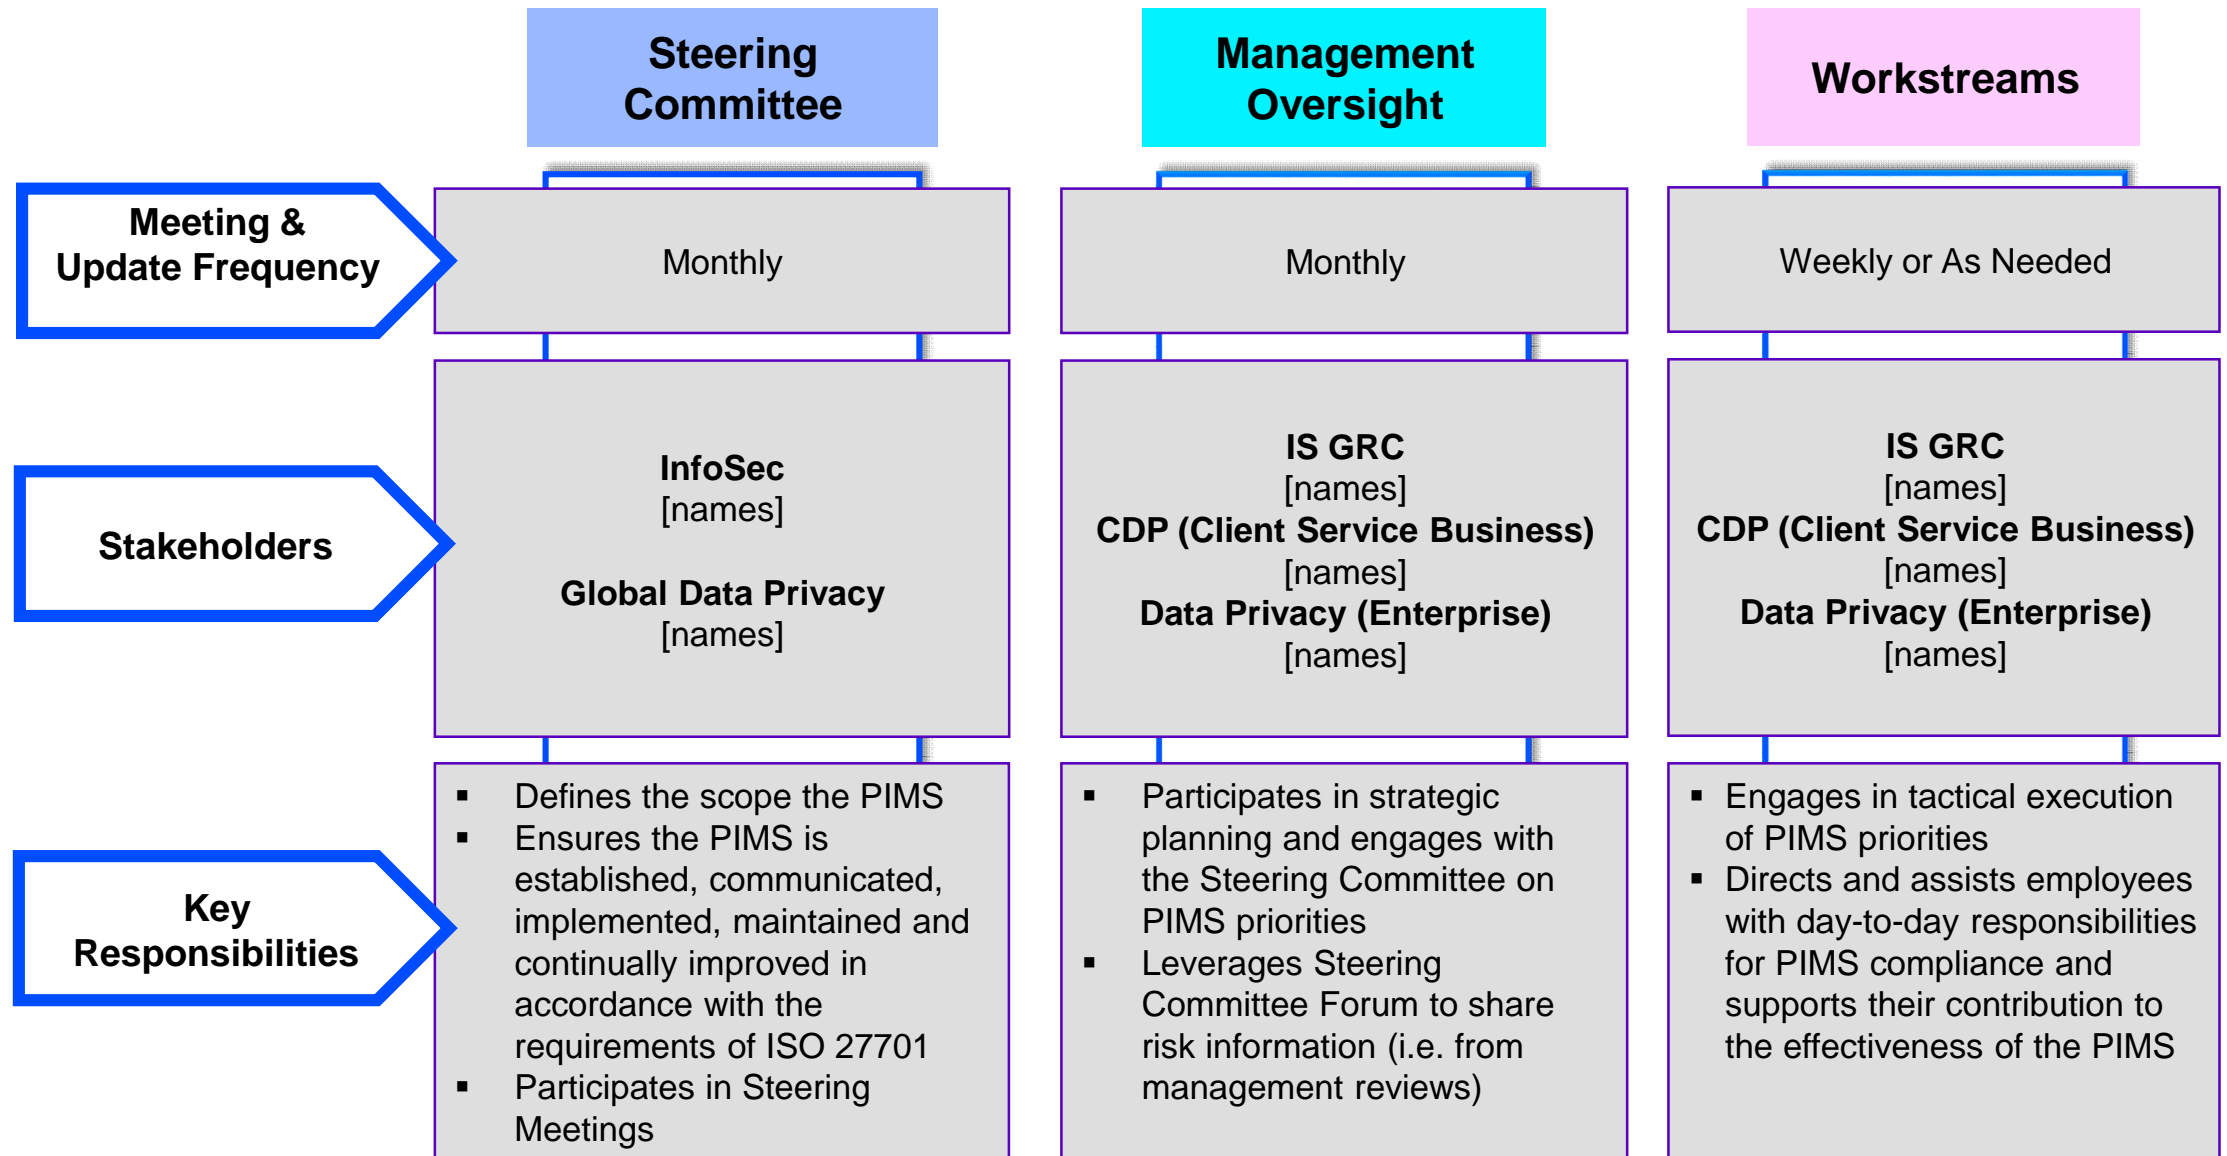 Steering
Committee
Management
Oversight
Workstreams
Meeting &
Update Frequency
Monthly
Monthly
Weekly or As Needed
Stakeholders
InfoSec
[names]
Global Data Privacy
[names]
IS GRC
[names]
CDP (Client Service Business)
[names]
Data Privacy (Enterprise)
[names]
IS GRC
[names]
CDP (Client Service Business)
[names]
Data Privacy (Enterprise)
[names]
Key
Responsibilities
▪ Defines the scope the PIMS
▪ Ensures the PIMS is
established, communicated,
implemented, maintained and
continually improved in
accordance with the
requirements of ISO 27701
▪ Participates in Steering
Meetings
▪ Participates in strategic
planning and engages with
the Steering Committee on
PIMS priorities
▪ Leverages Steering
Committee Forum to share
risk information (i.e. from
management reviews)
▪ Engages in tactical execution
of PIMS priorities
▪ Directs and assists employees
with day-to-day responsibilities
for PIMS compliance and
supports their contribution to
the effectiveness of the PIMS